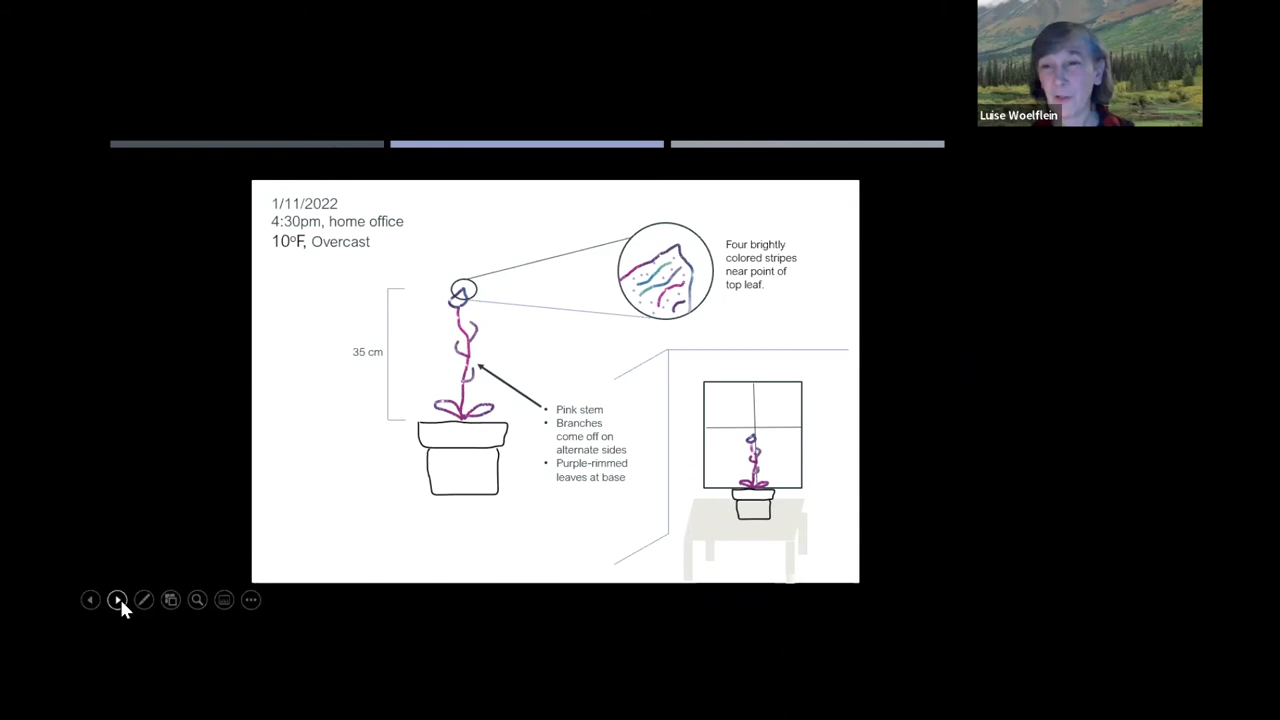 Luise Woelflein
1/11/2022
4:30pm, home office
10°F, Overcast
Four brightly
colored stripes
near point of
top leaf.
35 cm
• Pink stem
• Branches
come off on
alternate sides
• Purple-rimmed
leaves at base